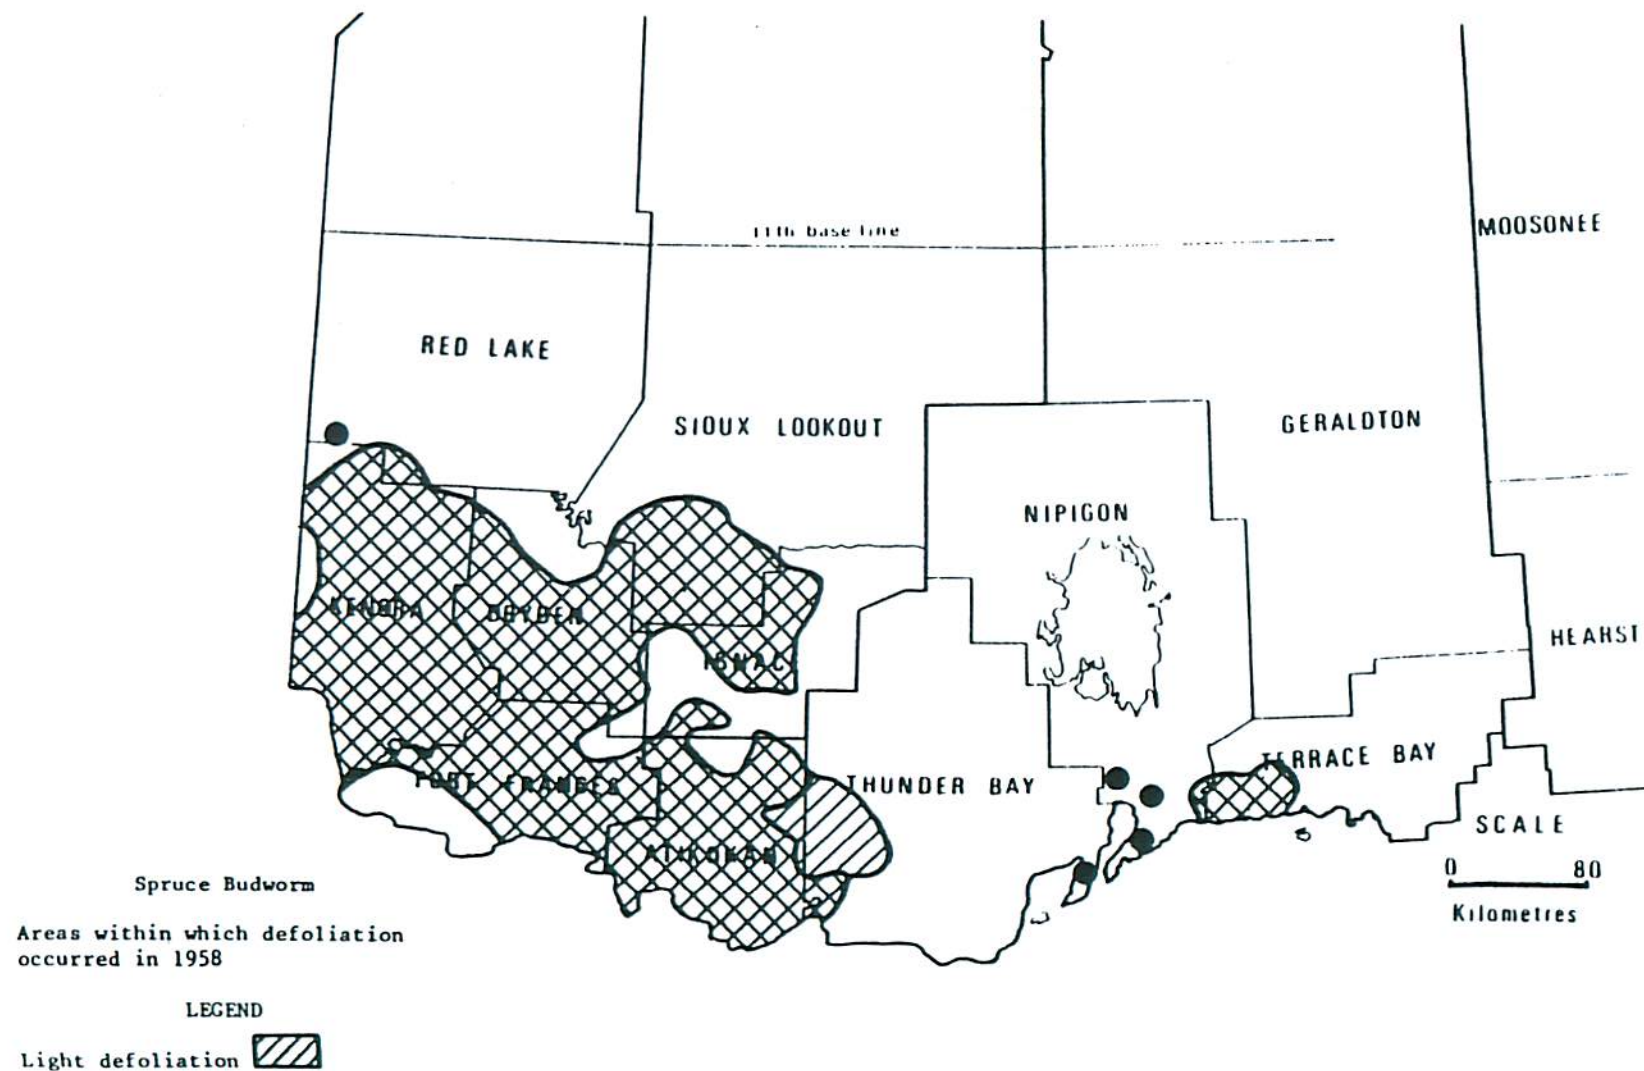 11th base line
MOOSONEE
RED LAKE
SIOUX LOOKOUT
GERALDTON
NIPIGON
KENORA
DRYDEN
IGNACE
HEARST
TERRACE BAY
FORT FRANCES
THUNDER BAY
ATIKOKAN
SCALE
0 80
Kilometres
Spruce Budworm
Areas within which defoliation
occurred in 1958
LEGEND
Light defoliation